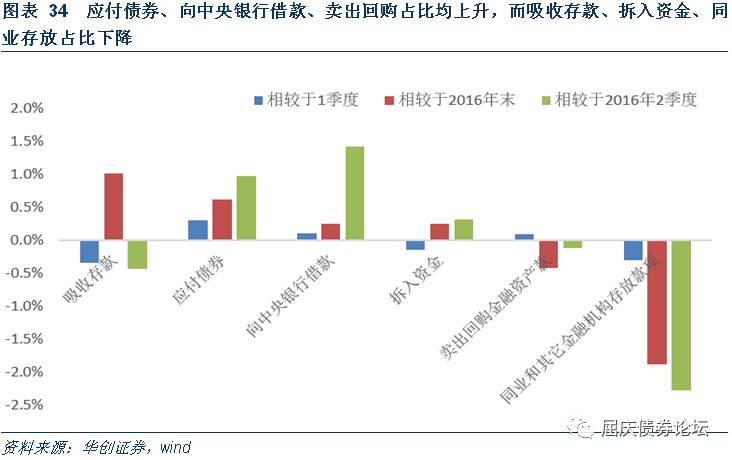 图表 34 应付债券、向中央银行借款、卖出回购占比均上升，而吸收存款、拆入资金、同
业存放占比下降
相较于1季度 相较于2016年末 相较于2016年2季度
2.0%
1.5%
1.0%
0.5%
0.0%
-0.5%
-1.0%
-1.5%
-2.0%
-2.5%
吸收存款
应付债券
向中央银行借款
拆入资金
卖出回购金融资产款
同业和其它金融机构存放款项
屈庆债券论坛
资料来源：华创证券，wind